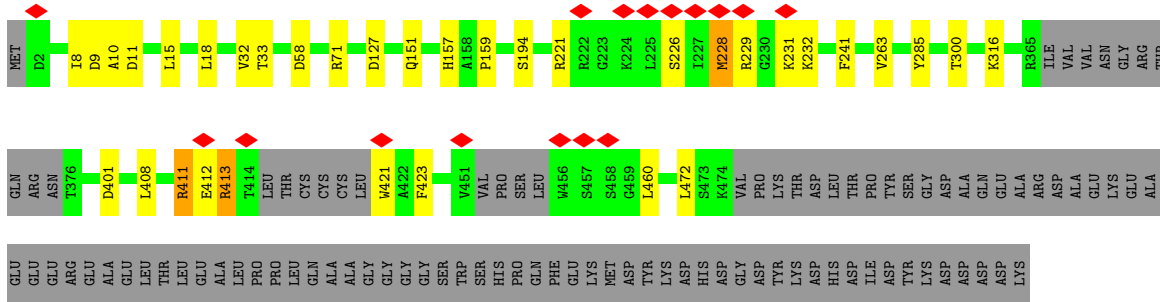 MET D2 I8 D9 A10 D11 L15 L18 V32 T33 D58 R71 D127 Q151 H157 A158 P159 S194 R221 R222 G223 K224 L225 S226 I227 M228 R229 G230 K231 K232 F241 V263 Y285 T300 K316 R365 ILE VAL VAL ASN GLY ARG THR
GLN ARG ASN T376 D401 L408 R411 E412 R413 T414 LEU THR CYS CYS CYS LEU W421 A422 F423 V451 VAL PRO SER LEU W456 S457 S458 G459 L460 L472 S473 K474 VAL PRO LYS THR ASP LEU THR PRO TYR SER GLY ASP ALA GLN GLU ALA ARG ASP ALA GLU LYS GLU ALA
GLU GLU GLU ARG GLU ALA GLU LEU THR LEU GLU ALA LEU PRO PRO LEU GLN ALA ALA GLY GLY GLY GLY SER TRP SER HIS PRO GLN PHE GLU LYS MET ASP TYR LYS ASP HIS ASP GLY ASP TYR LYS ASP HIS ASP ILE ASP TYR LYS ASP ASP ASP ASP LYS